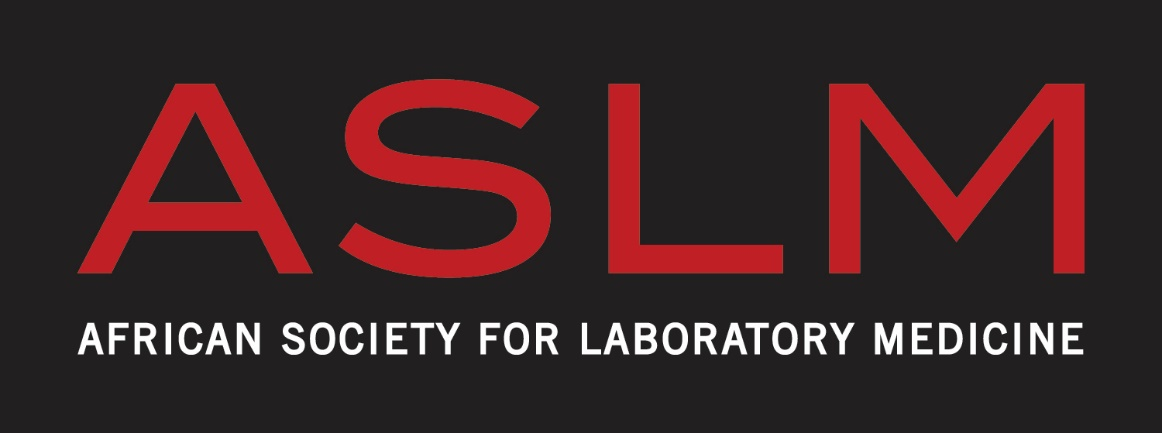 ASLM
AFRICAN SOCIETY FOR LABORATORY MEDICINE